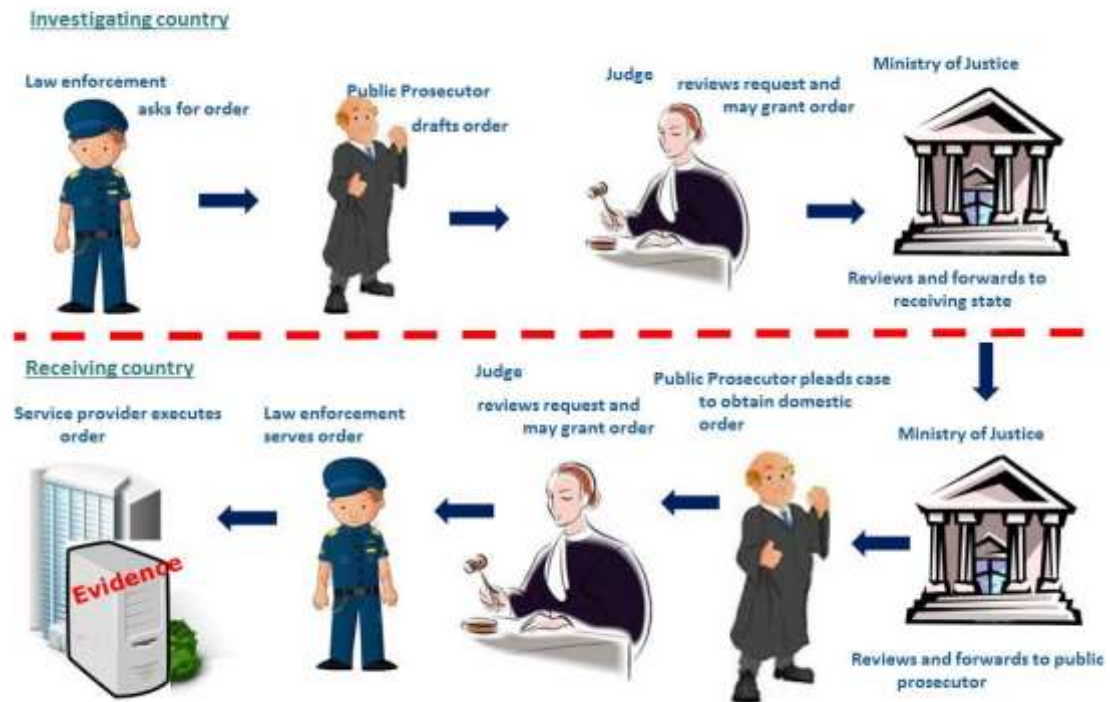 Investigating country
Law enforcement
asks for order
Public Prosecutor
drafts order
Judge
reviews request and
may grant order
Ministry of Justice
Reviews and forwards to
receiving state
Receiving country
Service provider executes
order
Law enforcement
serves order
Judge
reviews request and
may grant order
Public Prosecutor pleads case
to obtain domestic
order
Ministry of Justice
Evidence
Reviews and forwards to public
prosecutor